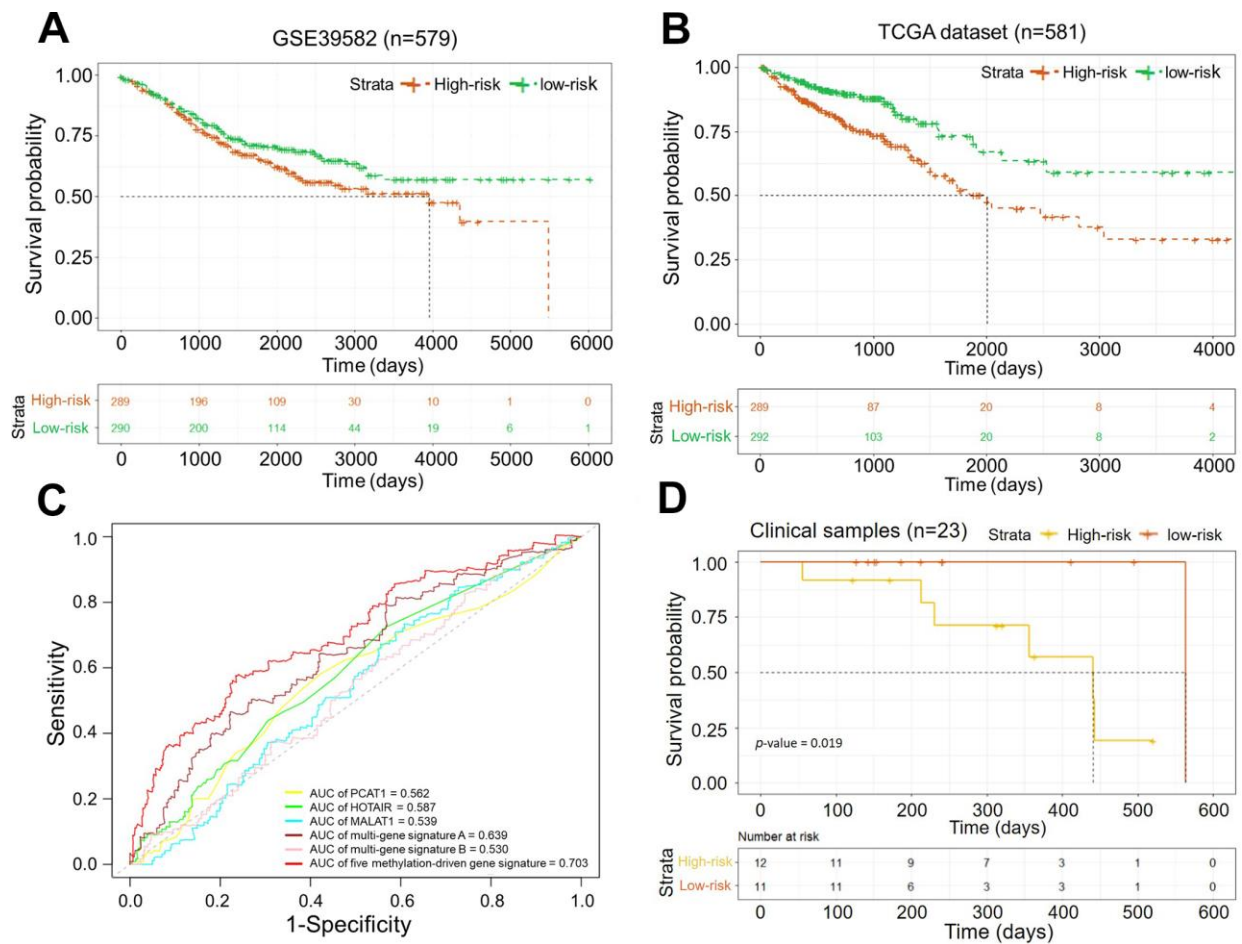 A
GSE39582 (n=579)
Strata High-risk low-risk
Survival probability
1.00
0.75
0.50
0.25
0.00
0 1000 2000 3000 4000 5000 6000
Time (days)
Strata
High-risk 289 196 109 30 10 1 0
Low-risk 290 200 114 44 19 6 1
0 1000 2000 3000 4000 5000 6000
Time (days)
B
TCGA dataset (n=581)
Strata High-risk low-risk
Survival probability
1.00
0.75
0.50
0.25
0.00
0 1000 2000 3000 4000
Time (days)
Strata
High-risk 289 87 20 8 4
Low-risk 292 103 20 8 2
0 1000 2000 3000 4000
Time (days)
C
Sensitivity
1.0
0.8
0.6
0.4
0.2
0.0
AUC of PCAT1 = 0.562
AUC of HOTAIR = 0.587
AUC of MALAT1 = 0.539
AUC of multi-gene signature A = 0.639
AUC of multi-gene signature B = 0.530
AUC of five methylation-driven gene signature = 0.703
0.0 0.2 0.4 0.6 0.8 1.0
1-Specificity
D
Clinical samples (n=23) Strata High-risk low-risk
Survival probability
1.00
0.75
0.50
0.25
0.00
p-value = 0.019
0 100 200 300 400 500 600
Time (days)
Number at risk
Strata
High-risk 12 11 9 7 3 1 0
Low-risk 11 11 6 3 3 1 0
0 100 200 300 400 500 600
Time (days)